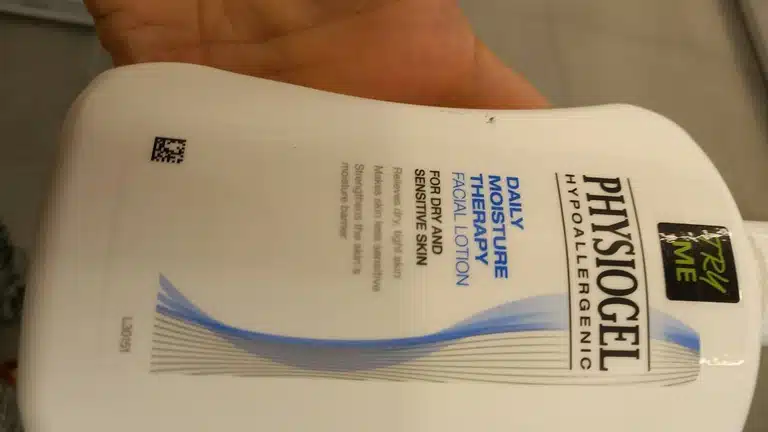 TRY
ME
PHYSIOGEL
HYPOALLERGENIC
DAILY
MOISTURE
THERAPY
FACIAL LOTION
FOR DRY AND
SENSITIVE SKIN
Relieves dry, tight skin
Makes skin less sensitive
Strengthens the skin's
moisture barrier